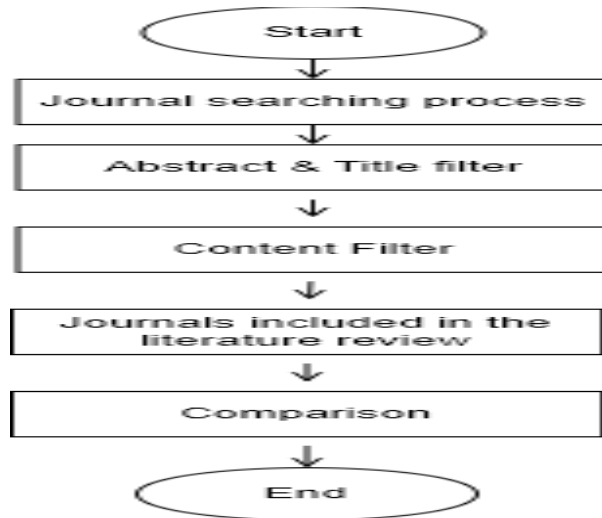 Start
Journal searching process
Abstract & Title filter
Content Filter
Journals included in the
literature review
Comparison
End